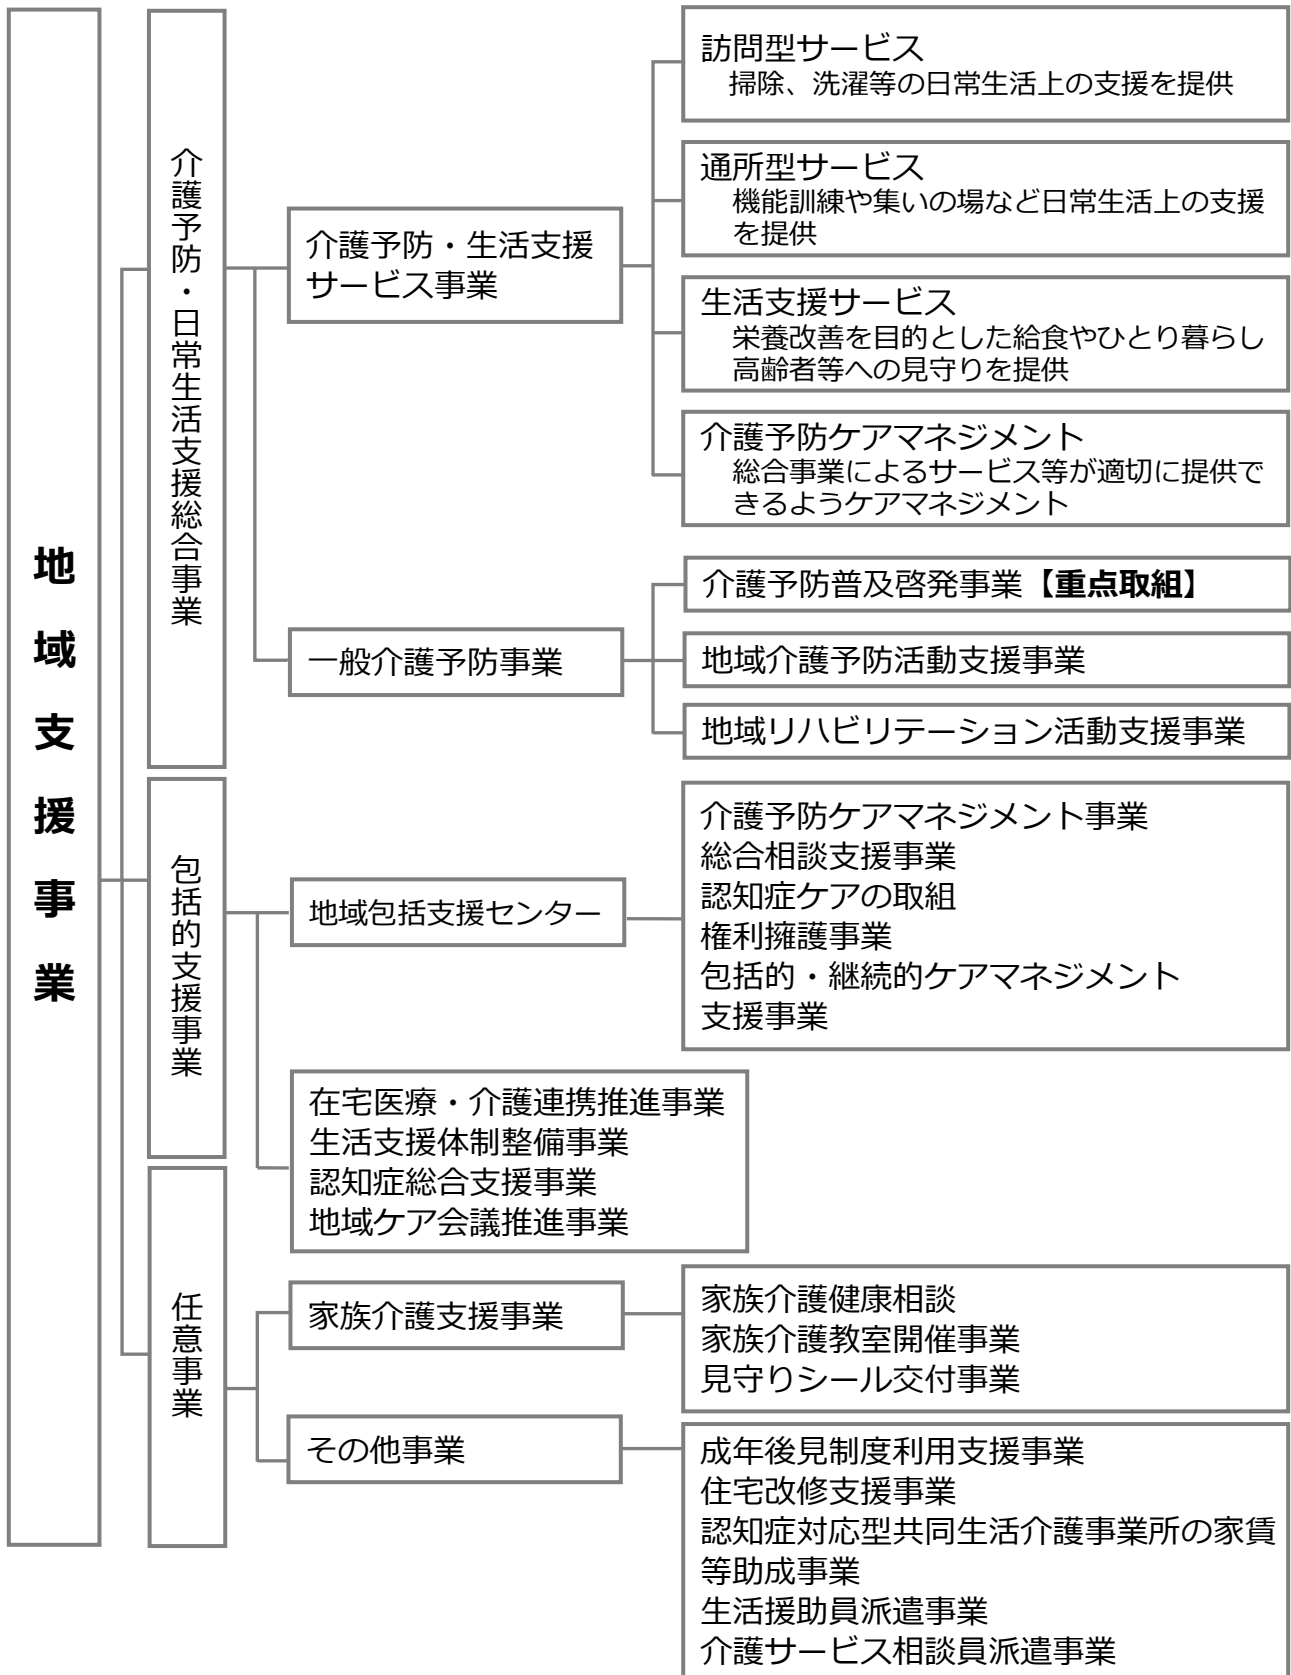 地域支援事業
介護予防・日常生活支援総合事業
介護予防・生活支援
サービス事業
訪問型サービス
掃除、洗濯等の日常生活上の支援を提供
通所型サービス
機能訓練や集いの場など日常生活上の支援
を提供
生活支援サービス
栄養改善を目的とした給食やひとり暮らし
高齢者等への見守りを提供
介護予防ケアマネジメント
総合事業によるサービス等が適切に提供で
きるようケアマネジメント
一般介護予防事業
介護予防普及啓発事業【重点取組】
地域介護予防活動支援事業
地域リハビリテーション活動支援事業
包括的支援事業
地域包括支援センター
介護予防ケアマネジメント事業
総合相談支援事業
認知症ケアの取組
権利擁護事業
包括的・継続的ケアマネジメント
支援事業
在宅医療・介護連携推進事業
生活支援体制整備事業
認知症総合支援事業
地域ケア会議推進事業
任意事業
家族介護支援事業
家族介護健康相談
家族介護教室開催事業
見守りシール交付事業
その他事業
成年後見制度利用支援事業
住宅改修支援事業
認知症対応型共同生活介護事業所の家賃
等助成事業
生活援助員派遣事業
介護サービス相談員派遣事業